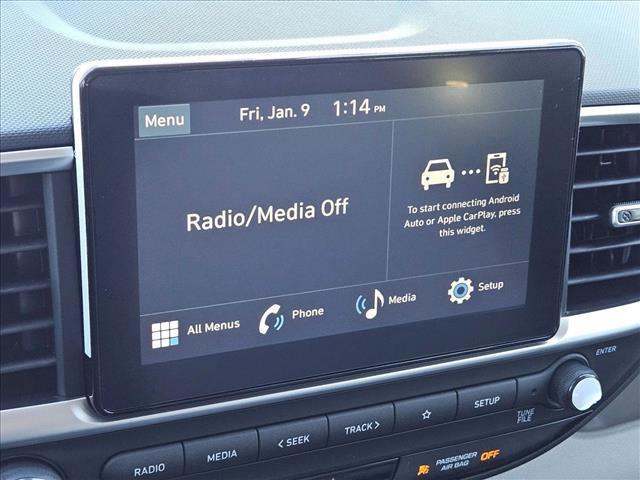 Menu
Fri, Jan. 9 1:14 PM
Radio/Media Off
To start connecting Android
Auto or Apple CarPlay, press
this widget.
All Menus
Phone
Media
Setup
ENTER
RADIO
MEDIA
< SEEK
TRACK >
☆
SETUP
TUNE
FILE
PASSENGER
AIR BAG
OFF